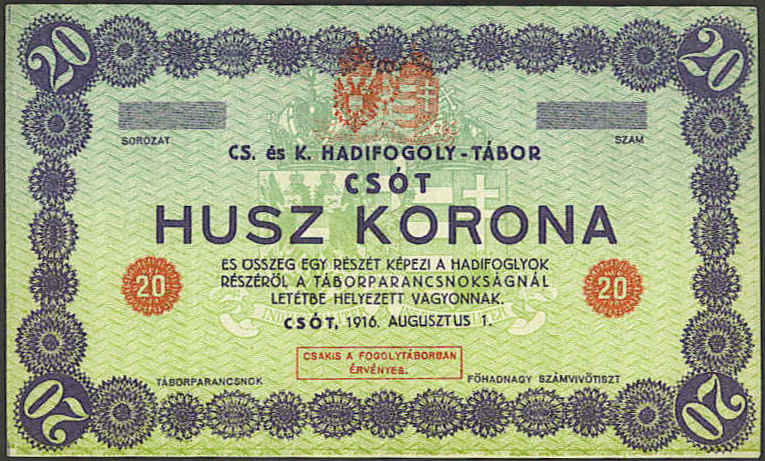 20 20
SOROZAT SZÁM
CS. és K. HADIFOGOLY-TÁBOR
CSÓT
HUSZ KORONA
ES ÖSSZEG EGY RÉSZÉT KÉPEZI A HADIFOGLYOK
20 RÉSZÉRŐL A TÁBORPARANCSNOKSÁGNÁL 20
LETÉTBE HELYEZETT VAGYONNAK.
CSÓT, 1916. AUGUSZTUS 1.
CSAKIS A FOGOLYTÁBORBAN
ÉRVÉNYES.
TÁBORPARANCSNOK FŐHADNAGY SZÁMVIVŐTISZT
20 20